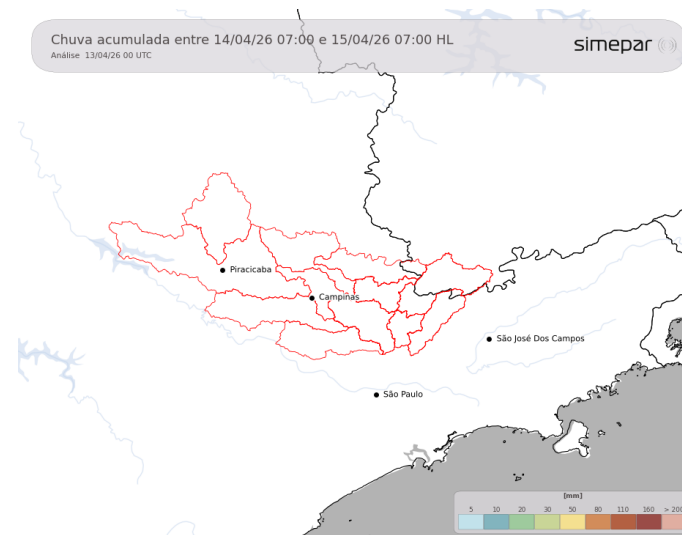 Chuva acumulada entre 14/04/26 07:00 e 15/04/26 07:00 HL
Análise 13/04/26 00 UTC
simepar
Piracicaba
Campinas
São José Dos Campos
São Paulo
[mm]
5 10 20 30 50 80 110 160 > 200